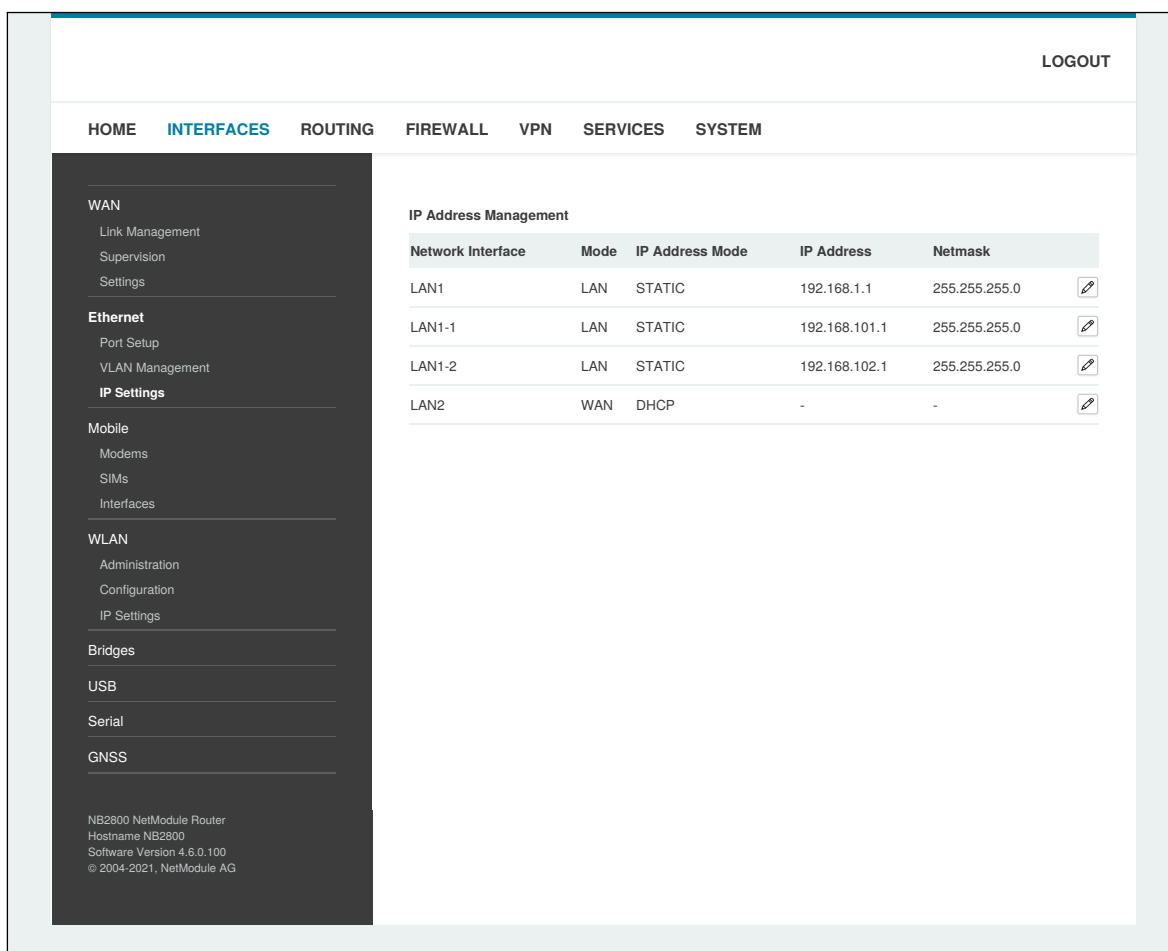 LOGOUT
HOME INTERFACES ROUTING FIREWALL VPN SERVICES SYSTEM
WAN
Link Management
Supervision
Settings
Ethernet
Port Setup
VLAN Management
IP Settings
Mobile
Modems
SIMs
Interfaces
WLAN
Administration
Configuration
IP Settings
Bridges
USB
Serial
GNSS
NB2800 NetModule Router
Hostname NB2800
Software Version 4.6.0.100
© 2004-2021, NetModule AG
IP Address Management
Network Interface Mode IP Address Mode IP Address Netmask
LAN1 LAN STATIC 192.168.1.1 255.255.255.0
LAN1-1 LAN STATIC 192.168.101.1 255.255.255.0
LAN1-2 LAN STATIC 192.168.102.1 255.255.255.0
LAN2 WAN DHCP - -